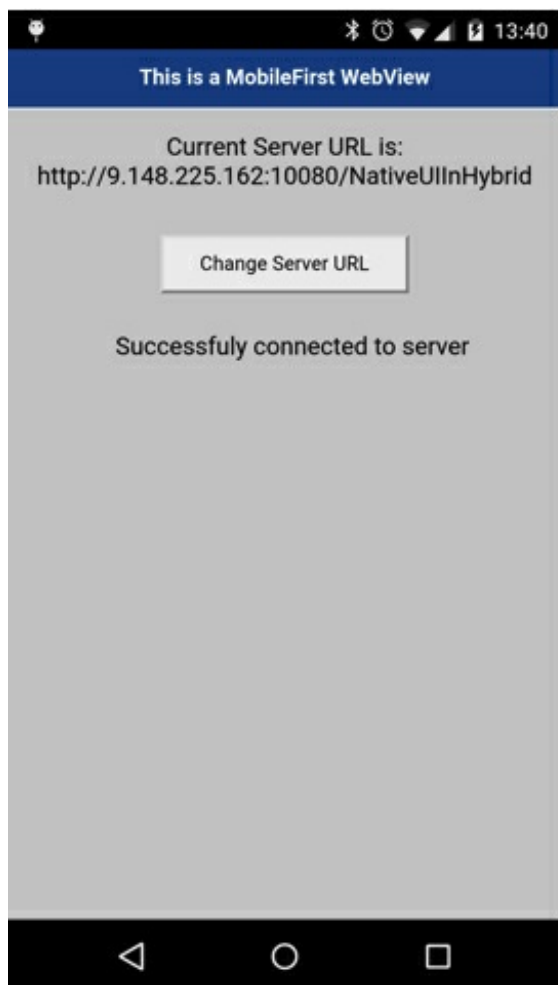 13:40
This is a MobileFirst WebView
Current Server URL is:
http://9.148.225.162:10080/NativeUIInHybrid
Change Server URL
Successfuly connected to server